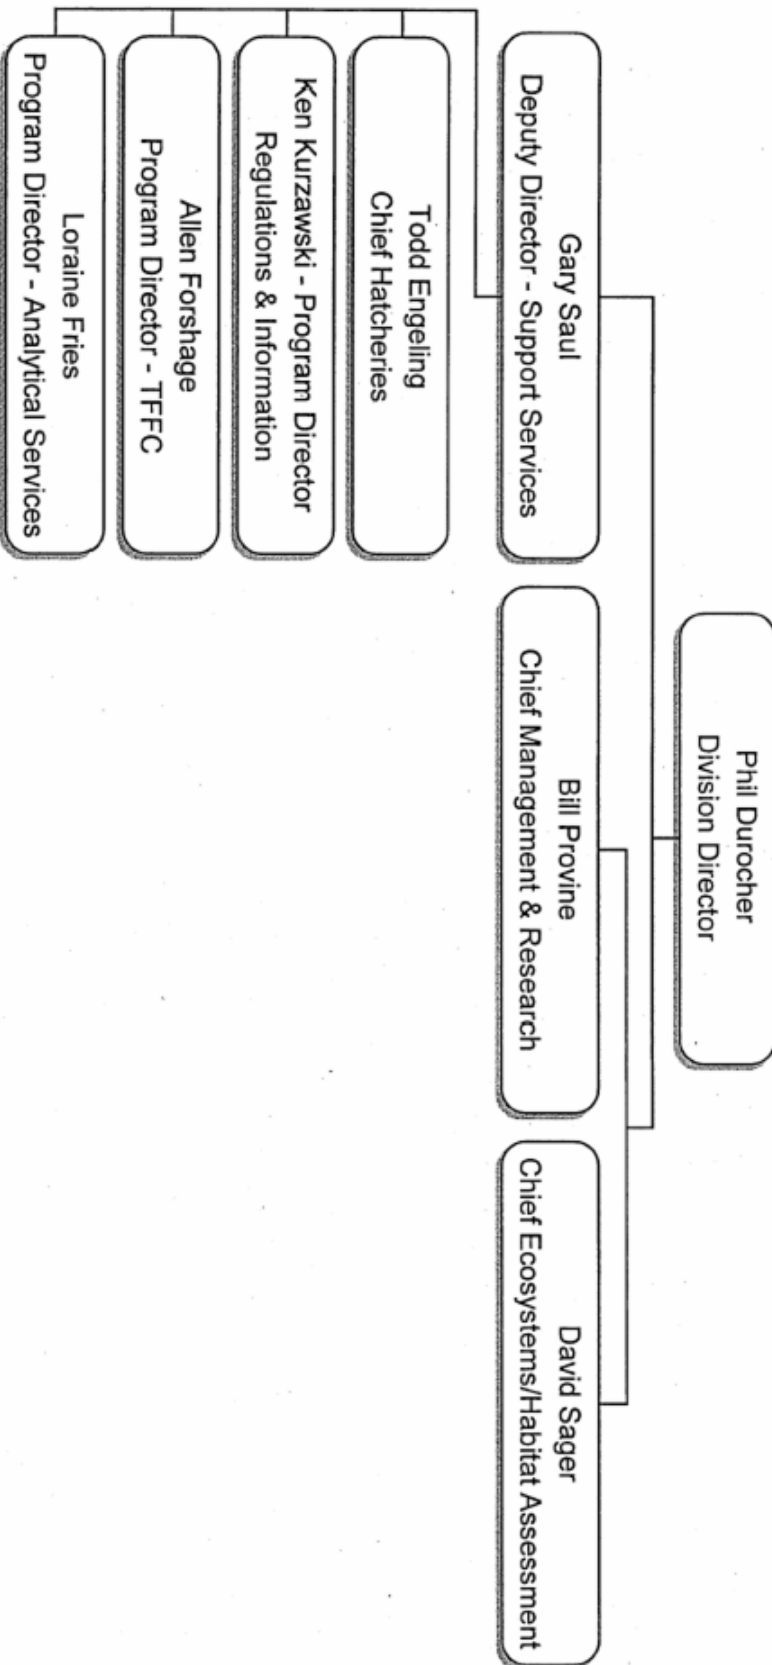 Phil Durocher
Division Director
Gary Saul
Deputy Director - Support Services
Bill Provine
Chief Management & Research
David Sager
Chief Ecosystems/Habitat Assessment
Todd Engeling
Chief Hatcheries
Ken Kurzawski - Program Director
Regulations & Information
Allen Forshage
Program Director - TFFC
Loraine Fries
Program Director - Analytical Services